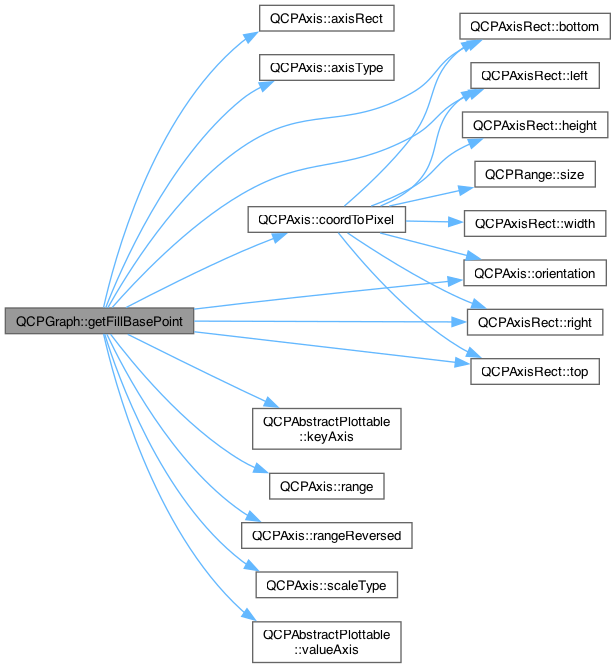 QCPAxis::axisRect
QCPAxis::axisType
QCPAxisRect::bottom
QCPAxisRect::left
QCPAxisRect::height
QCPRange::size
QCPAxis::coordToPixel
QCPAxisRect::width
QCPAxis::orientation
QCPGraph::getFillBasePoint
QCPAxisRect::right
QCPAxisRect::top
QCPAbstractPlottable
::keyAxis
QCPAxis::range
QCPAxis::rangeReversed
QCPAxis::scaleType
QCPAbstractPlottable
::valueAxis